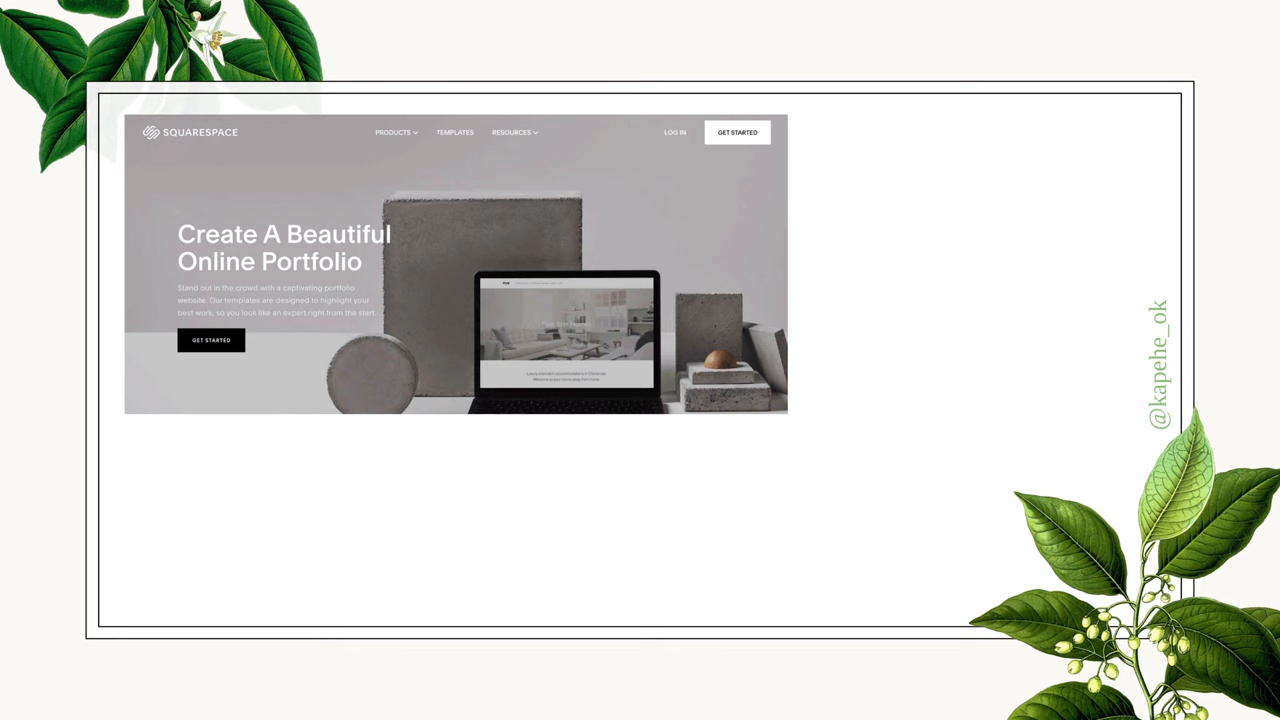 SQUARESPACE
PRODUCTS
TEMPLATES
RESOURCES
LOG IN
GET STARTED
Create A Beautiful
Online Portfolio
Stand out in the crowd with a captivating portfolio
website. Our templates are designed to highlight your
best work, so you look like an expert right from the start.
GET STARTED
@kapehe_ok